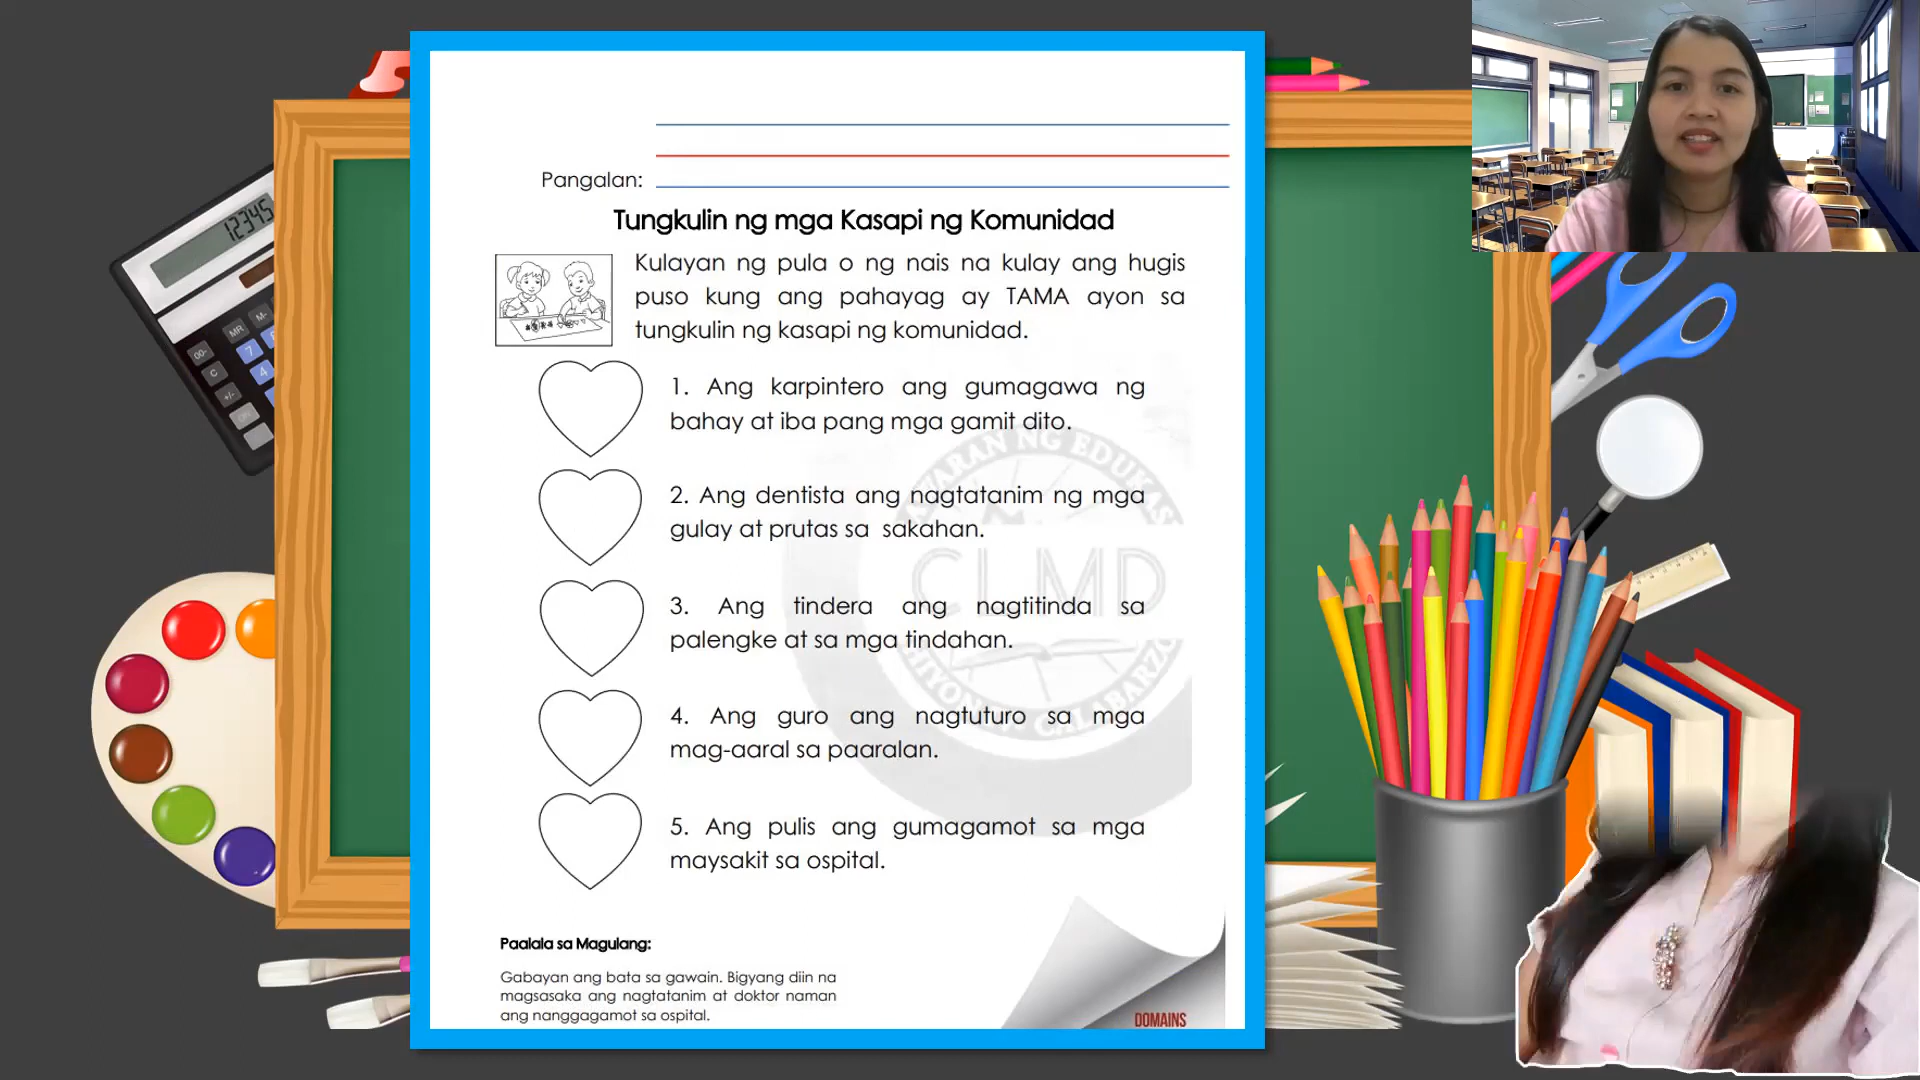 Pangalan:
Tungkulin ng mga Kasapi ng Komunidad
Kulayan ng pula o ng nais na kulay ang hugis
puso kung ang pahayag ay TAMA ayon sa
tungkulin ng kasapi ng komunidad.
1. Ang karpintero ang gumagawa ng
bahay at iba pang mga gamit dito.
2. Ang dentista ang nagtatanim ng mga
gulay at prutas sa sakahan.
3. Ang tindera ang nagtitinda sa
palengke at sa mga tindahan.
4. Ang guro ang nagtuturo sa mga
mag-aaral sa paaralan.
5. Ang pulis ang gumagamot sa mga
maysakit sa ospital.
Paalala sa Magulang:
Gabayan ang bata sa gawain. Bigyang diin na
magsasaka ang nagtatanim at doktor naman
ang nanggagamot sa ospital.
DOMAINS
CLMD
12345
MR
M-
00-
C
+/-
7
4